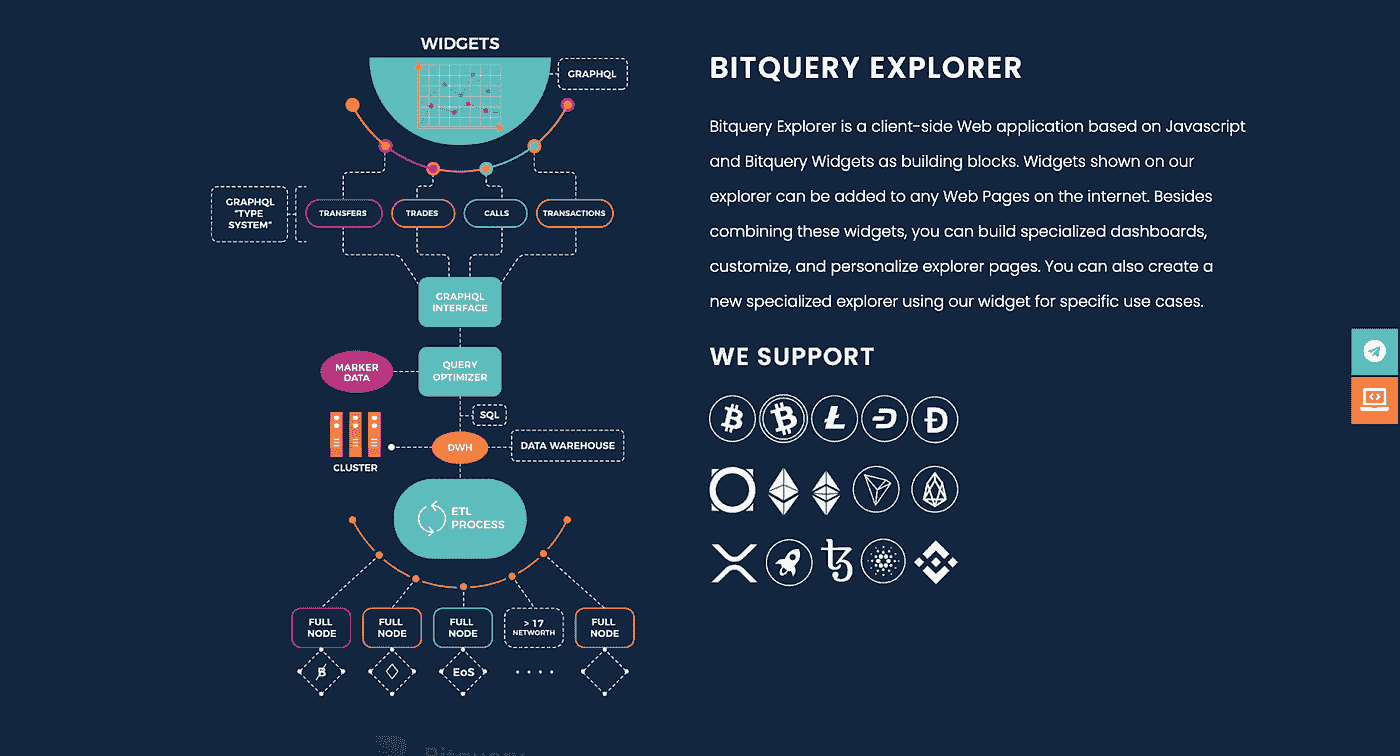 WIDGETS
GRAPHQL
GRAPHQL
"TYPE
SYSTEM"
TRANSFERS
TRADES
CALLS
TRANSACTIONS
GRAPHQL
INTERFACE
MARKER
DATA
QUERY
OPTIMIZER
SQL
DWH
DATA WAREHOUSE
CLUSTER
ETL
PROCESS
FULL
NODE
FULL
NODE
FULL
NODE
> 17
NETWORTH
FULL
NODE
B
EoS
BITQUERY EXPLORER
Bitquery Explorer is a client-side Web application based on Javascript
and Bitquery Widgets as building blocks. Widgets shown on our
explorer can be added to any Web Pages on the internet. Besides
combining these widgets, you can build specialized dashboards,
customize, and personalize explorer pages. You can also create a
new specialized explorer using our widget for specific use cases.
WE SUPPORT